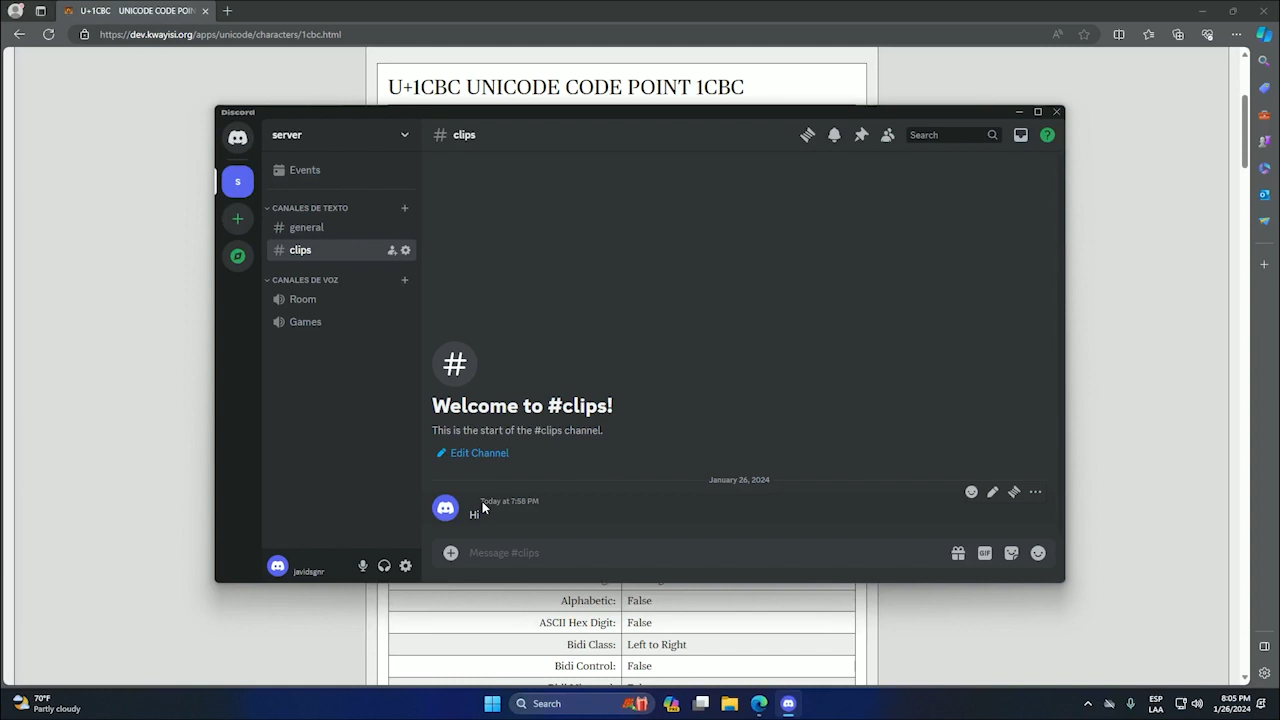 U+1CBC UNICODE CODE POIN
https://dev.kwayisi.org/apps/unicode/characters/1cbc.html
U+1CBC UNICODE CODE POINT 1CBC
Discord
server
# clips
Search
Events
CANALES DE TEXTO
general
clips
CANALES DE VOZ
Room
Games
S
#
Welcome to #clips!
This is the start of the #clips channel.
Edit Channel
January 26, 2024
Today at 7:58 PM
Hi
Message #clips
GIF
javidsgnr
Alphabetic: False
ASCII Hex Digit: False
Bidi Class: Left to Right
Bidi Control: False
70°F
Partly cloudy
Search
ESP
LAA
8:05 PM
1/26/2024